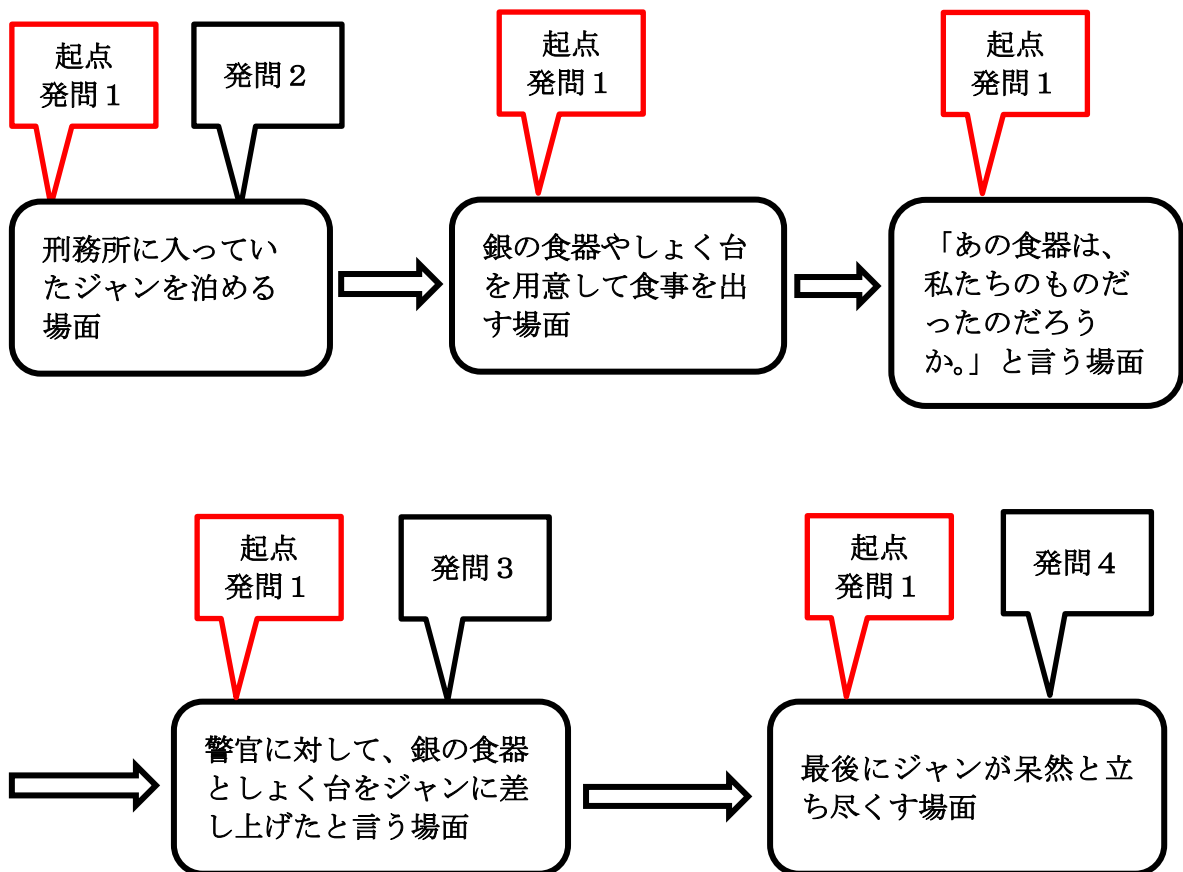 起点
発問１
発問２
刑務所に入ってい
たジャンを泊める
場面
起点
発問１
銀の食器やしょく台
を用意して食事を出
す場面
起点
発問１
「あの食器は、
私たちのものだ
ったのだろう
か。」と言う場面
起点
発問１
発問３
警官に対して、銀の食器
としょく台をジャンに差
し上げたと言う場面
起点
発問１
発問４
最後にジャンが呆然と立
ち尽くす場面